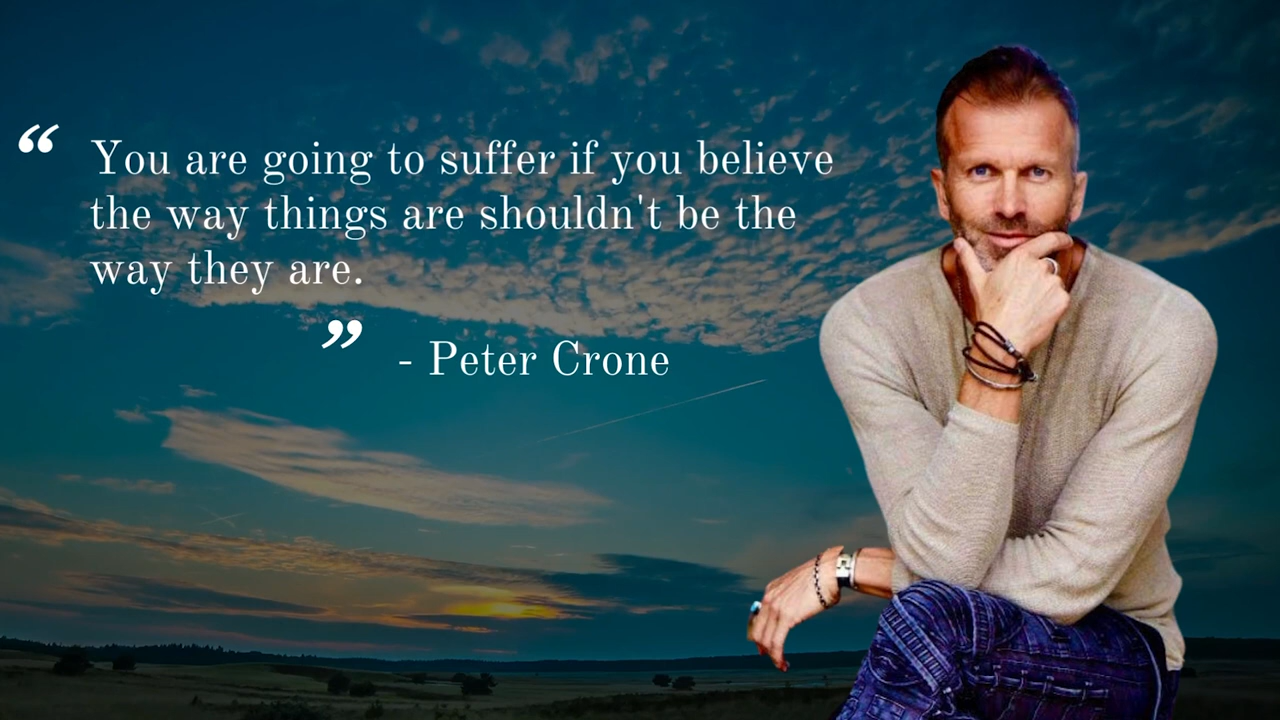 “ You are going to suffer if you believe
the way things are shouldn't be the
way they are.
” - Peter Crone